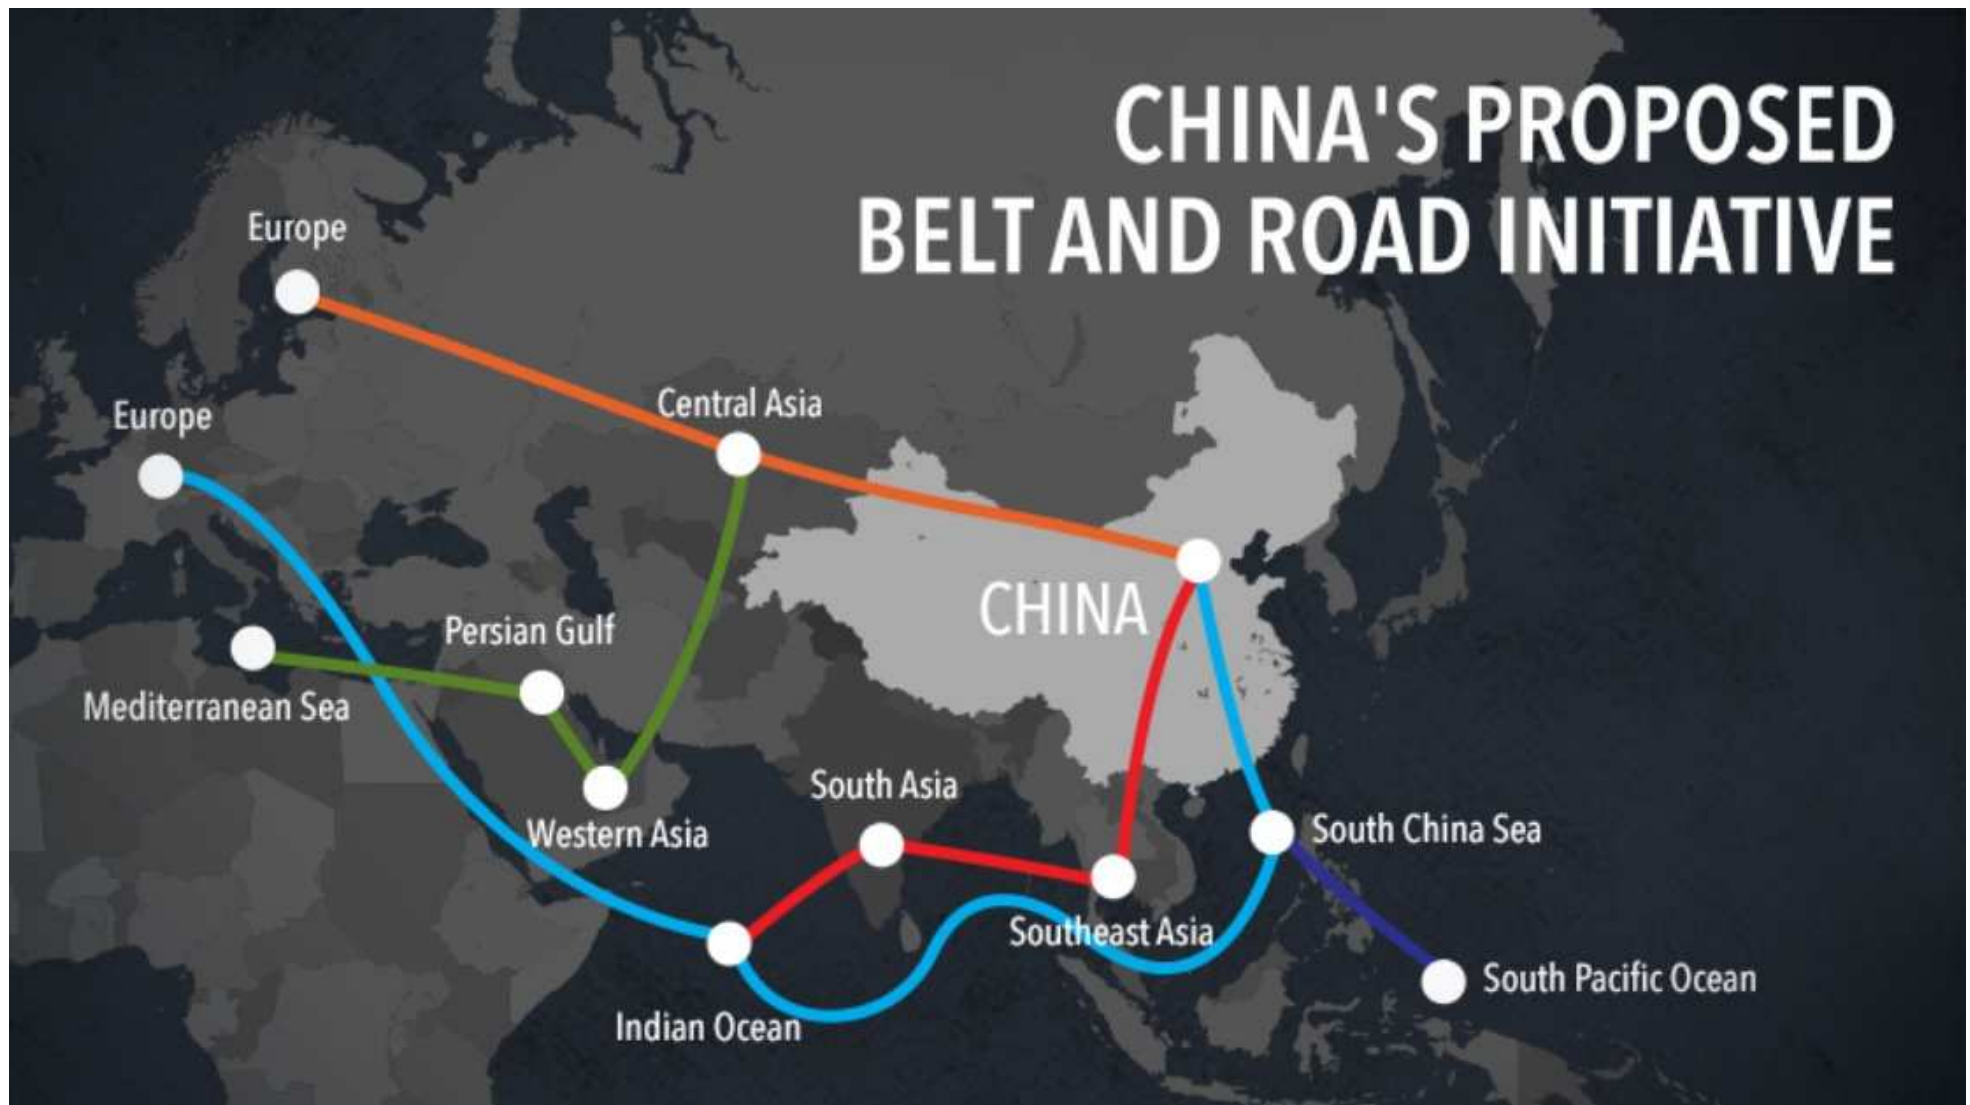 CHINA'S PROPOSED
BELT AND ROAD INITIATIVE
Europe
Central Asia
Europe
CHINA
Persian Gulf
Mediterranean Sea
South Asia
Western Asia
South China Sea
Southeast Asia
South Pacific Ocean
Indian Ocean